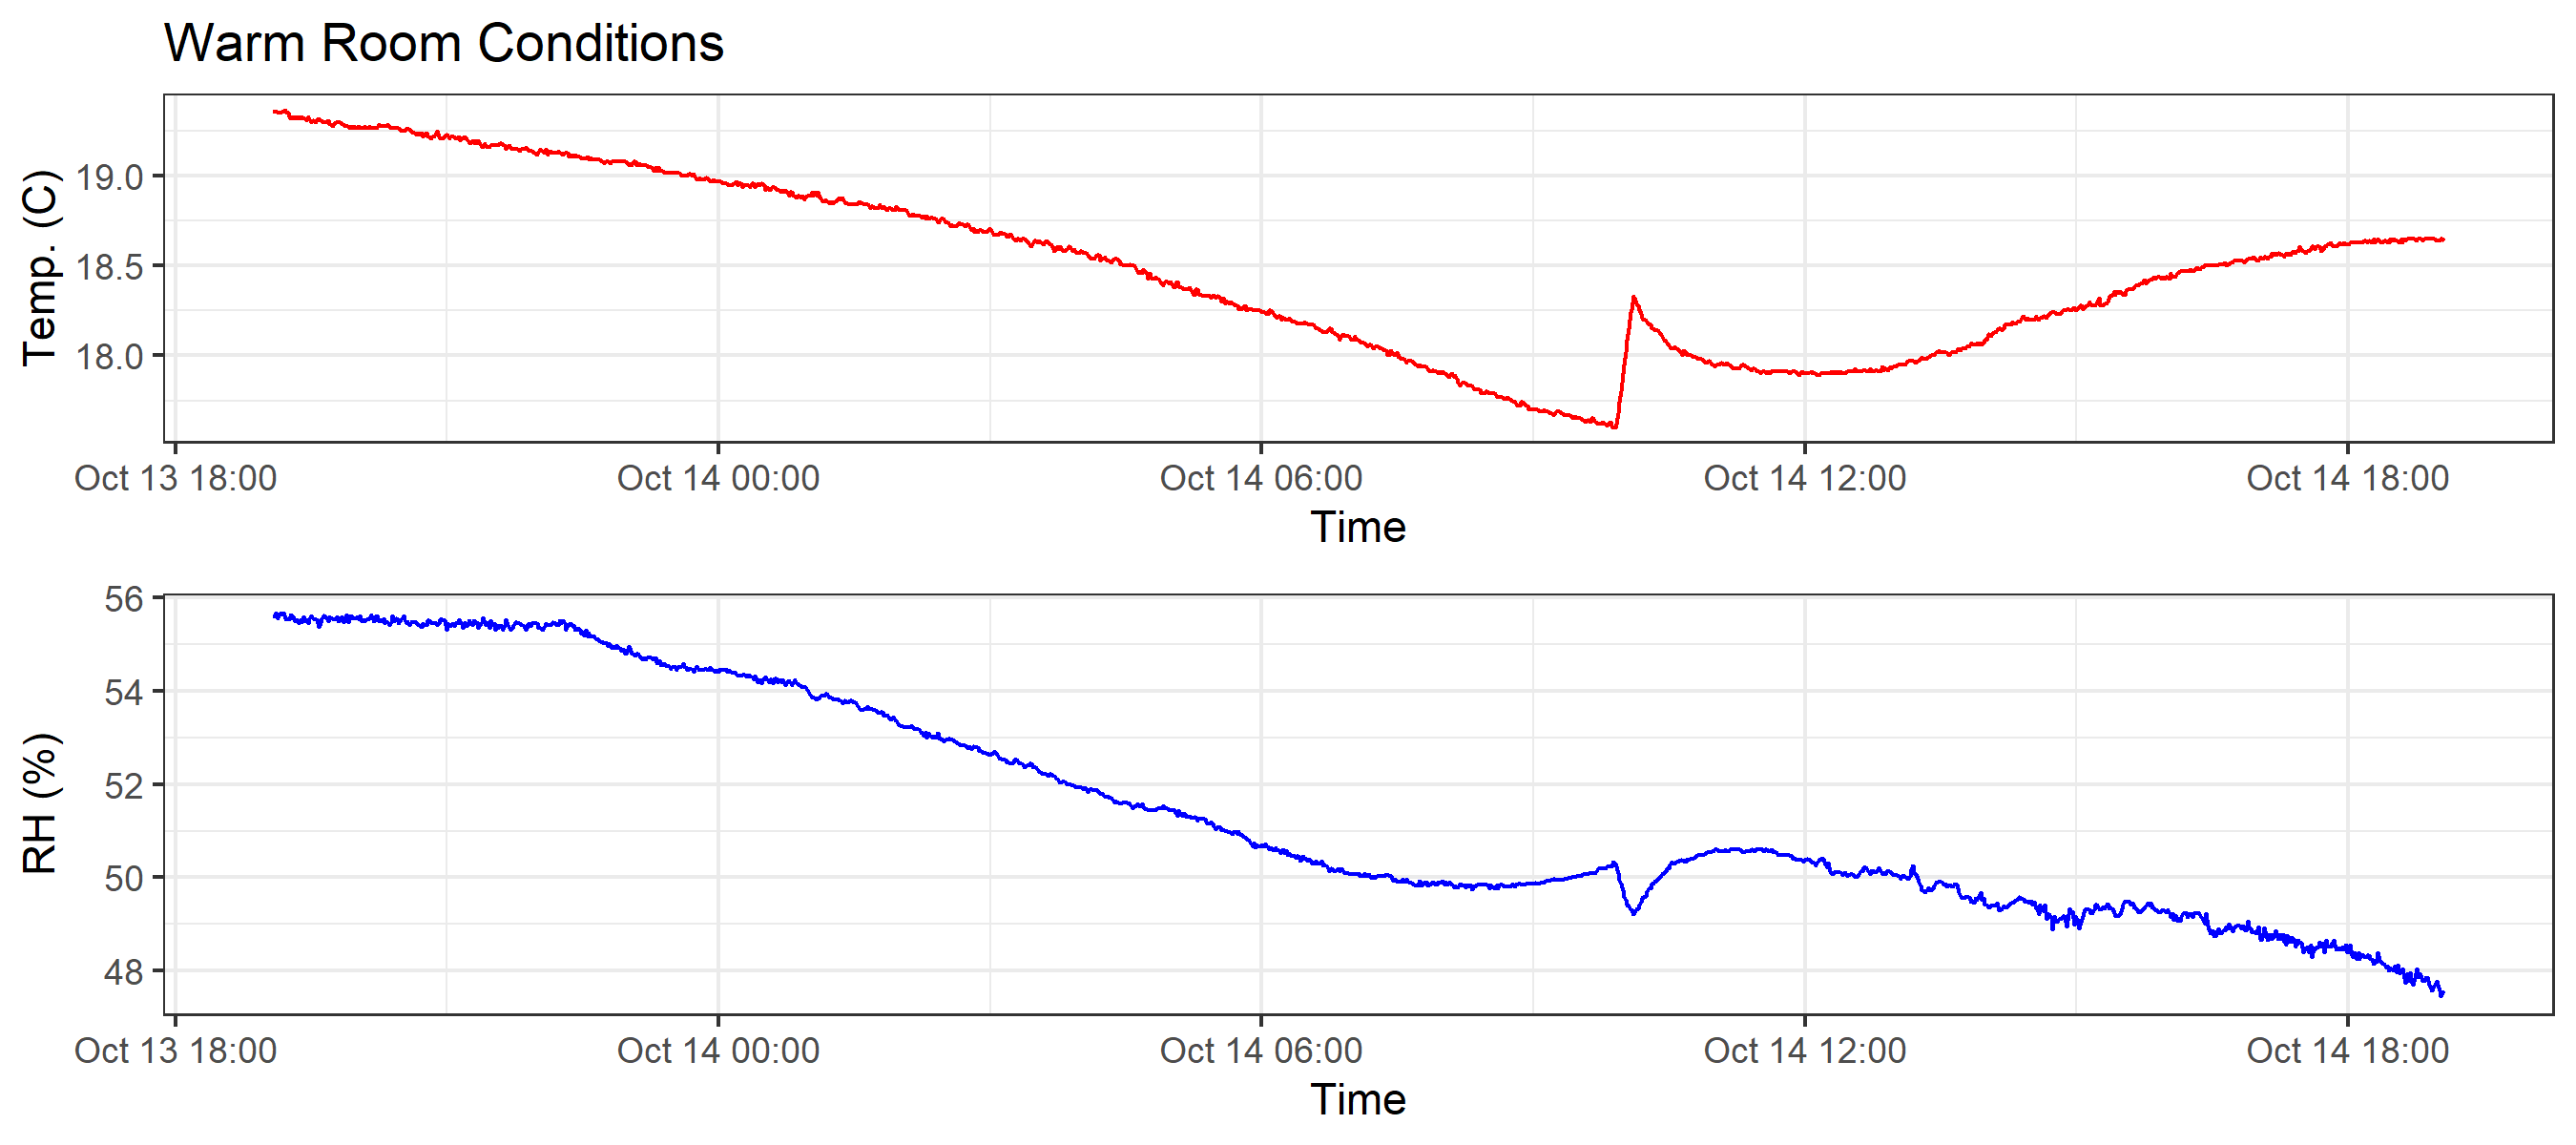 Warm Room Conditions
Temp. (C)
19.0
18.5
18.0
Oct 13 18:00 Oct 14 00:00 Oct 14 06:00 Oct 14 12:00 Oct 14 18:00
Time
RH (%)
56
54
52
50
48
Oct 13 18:00 Oct 14 00:00 Oct 14 06:00 Oct 14 12:00 Oct 14 18:00
Time